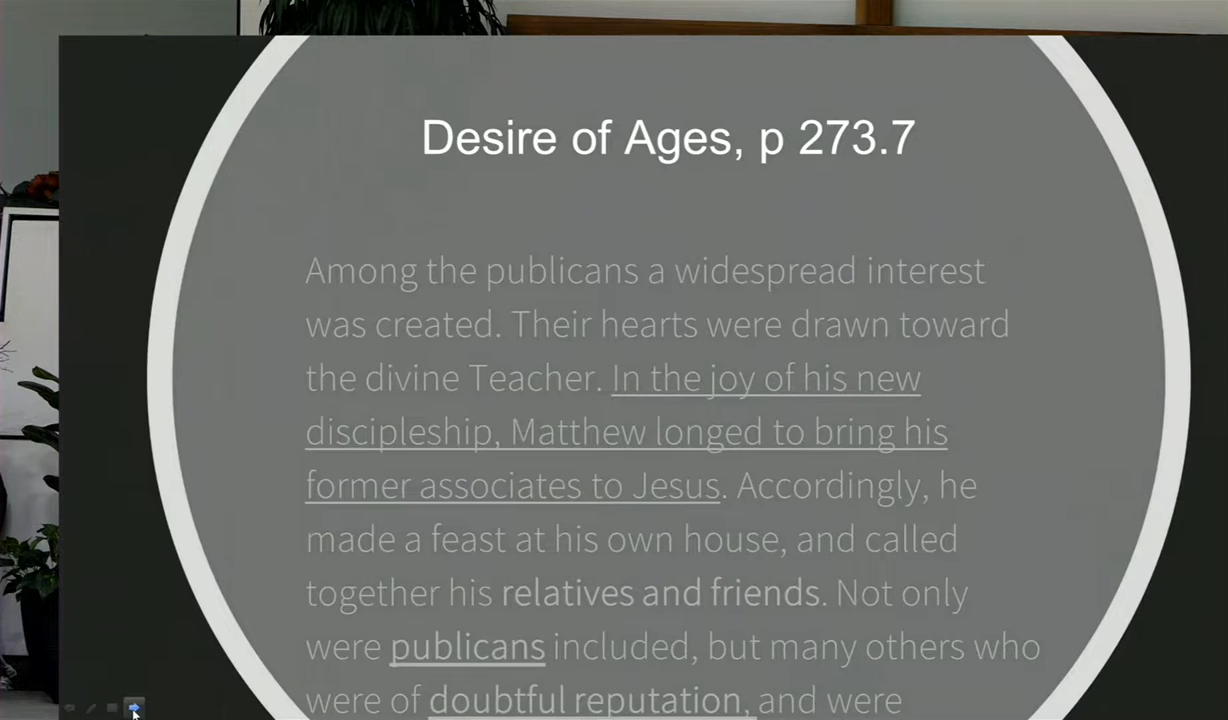 Desire of Ages, p 273.7
Among the publicans a widespread interest
was created. Their hearts were drawn toward
the divine Teacher. In the joy of his new
discipleship, Matthew longed to bring his
former associates to Jesus. Accordingly, he
made a feast at his own house, and called
together his relatives and friends. Not only
were publicans included, but many others who
were of doubtful reputation, and were